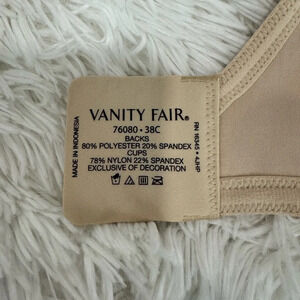 VANITY FAIR®
76080 • 38C
BACKS
80% POLYESTER 20% SPANDEX
CUPS
78% NYLON 22% SPANDEX
EXCLUSIVE OF DECORATION
MADE IN INDONESIA